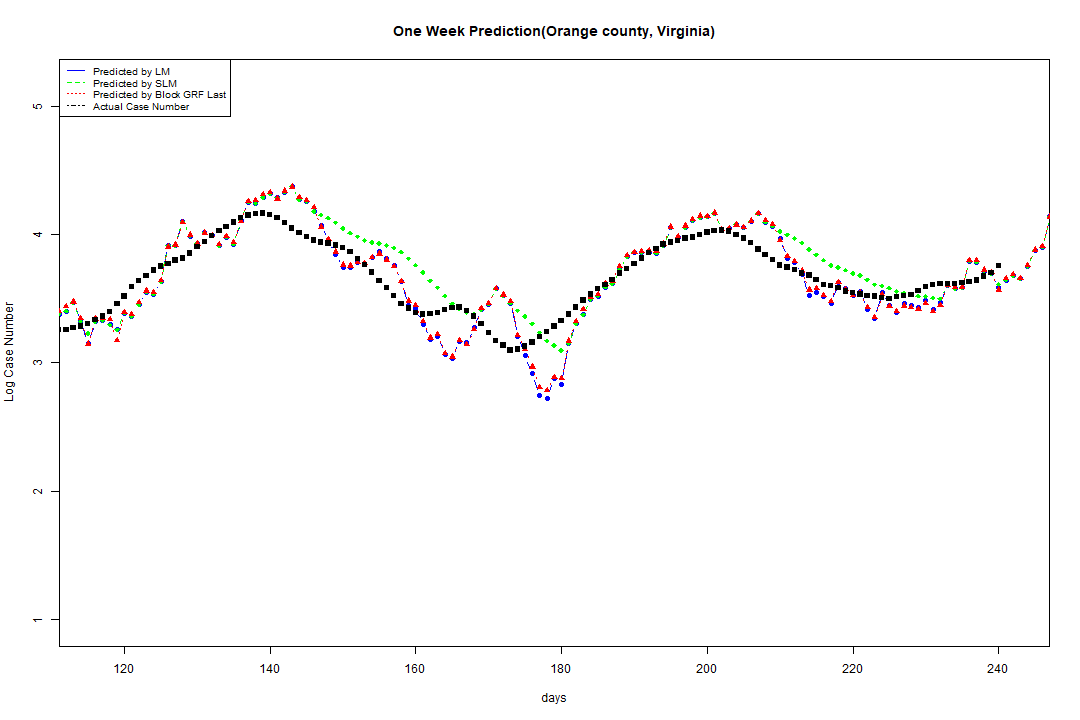 One Week Prediction(Orange county, Virginia)
Predicted by LM
Predicted by SLM
Predicted by Block GRF Last
Actual Case Number
5
4
3
2
1
Log Case Number
120 140 160 180 200 220 240
days